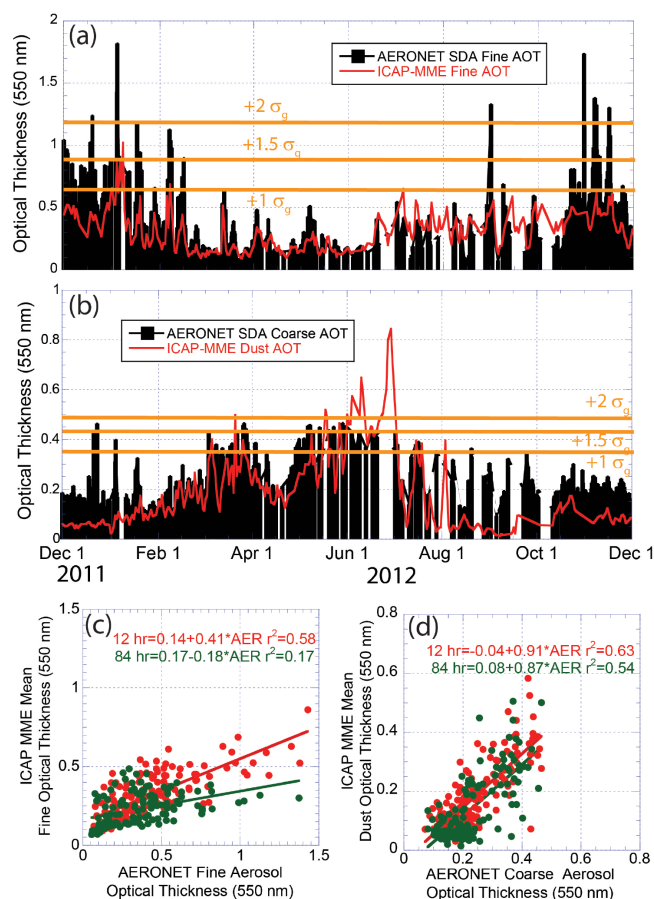 (a)
AERONET SDA Fine AOT
ICAP-MME Fine AOT
+2 σg
+1.5 σg
+1 σg
Optical Thickness (550 nm)
2
1.5
1
0.5
0
(b)
AERONET SDA Coarse AOT
ICAP-MME Dust AOT
+2 σg
+1.5 σg
+1 σg
Optical Thickness (550 nm)
1
0.8
0.6
0.4
0.2
0
Dec 1 Feb 1 Apr 1 Jun 1 Aug 1 Oct 1 Dec 1
2011 2012
(c)
12 hr=0.14+0.41*AER r²=0.58
84 hr=0.17-0.18*AER r²=0.17
ICAP MME Mean
Fine Optical Thickness (550 nm)
1.5
1
0.5
0
0 0.5 1 1.5
AERONET Fine Aerosol
Optical Thickness (550 nm)
(d)
12 hr=-0.04+0.91*AER r²=0.63
84 hr=0.08+0.87*AER r²=0.54
ICAP MME Mean
Dust Optical Thickness (550 nm)
0.8
0.6
0.4
0.2
0
0 0.2 0.4 0.6 0.8
AERONET Coarse Aerosol
Optical Thickness (550 nm)